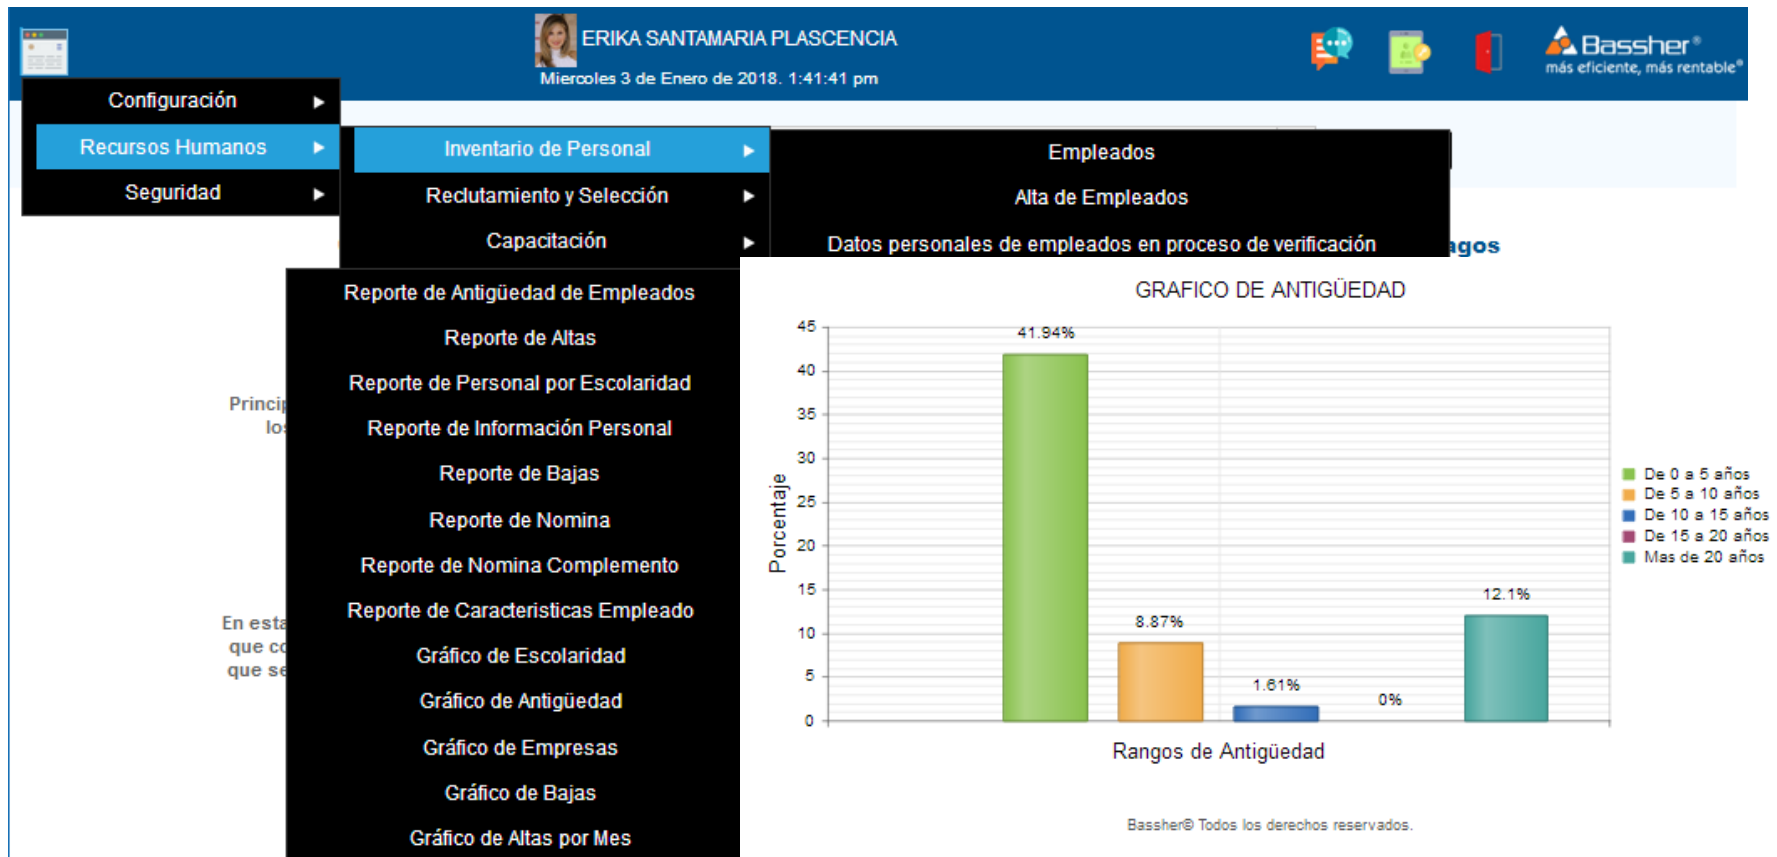 ERIKA SANTAMARIA PLASCENCIA
Miercoles 3 de Enero de 2018. 1:41:41 pm
Bassher®
más eficiente, más rentable®
Configuración
Recursos Humanos
Seguridad
Inventario de Personal
Reclutamiento y Selección
Capacitación
Empleados
Alta de Empleados
Datos personales de empleados en proceso de verificación
Reporte de Antigüedad de Empleados
Reporte de Altas
Reporte de Personal por Escolaridad
Reporte de Información Personal
Reporte de Bajas
Reporte de Nomina
Reporte de Nomina Complemento
Reporte de Caracteristicas Empleado
Gráfico de Escolaridad
Gráfico de Antigüedad
Gráfico de Empresas
Gráfico de Bajas
Gráfico de Altas por Mes
En esta
que
que se
GRAFICO DE ANTIGÜEDAD
Porcentaje
45
40
35
30
25
20
15
10
5
0
41.94%
8.87%
1.61%
0%
12.1%
Rangos de Antigüedad
De 0 a 5 años
De 5 a 10 años
De 10 a 15 años
De 15 a 20 años
Mas de 20 años
Bassher® Todos los derechos reservados.